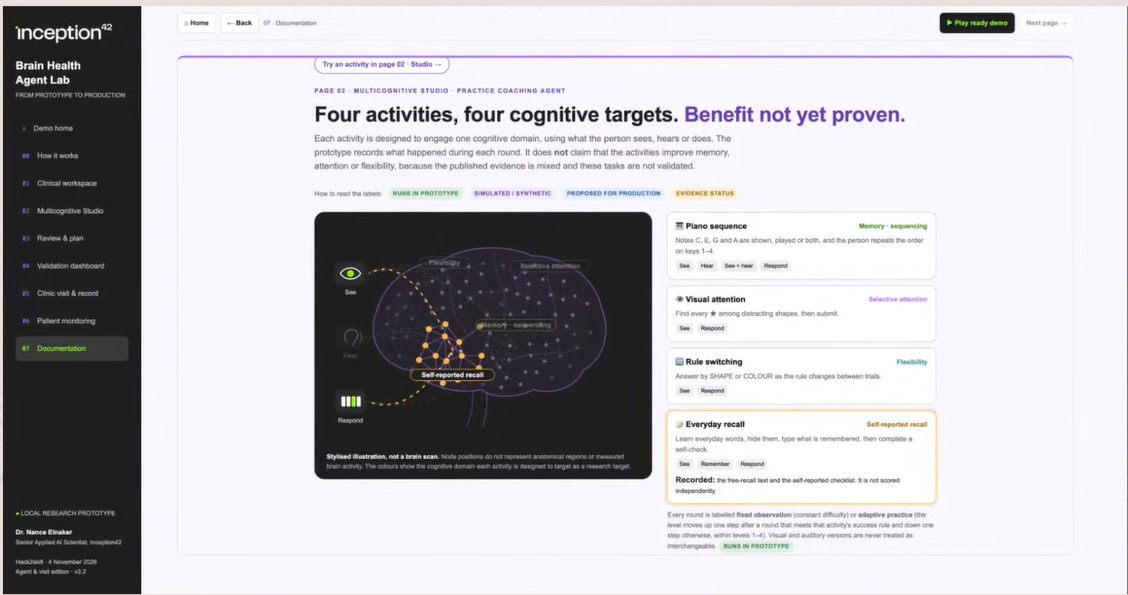 inception42
Brain Health
Agent Lab
FROM PROTOTYPE TO PRODUCTION
Demo home
00 How it works
01 Clinical workspace
02 Multicognitive Studio
03 Review & plan
04 Validation dashboard
05 Clinic visit & record
06 Patient monitoring
07 Documentation
LOCAL RESEARCH PROTOTYPE
Dr. Nance Elnaker
Senior Applied AI Scientist, Inception42
Hack2skill · 4 November 2026
Agent & visit edition · v3.2
Home
← Back
07 · Documentation
▶ Play ready demo
Next page →
Try an activity in page 02 · Studio →
PAGE 02 · MULTICOGNITIVE STUDIO · PRACTICE COACHING AGENT
Four activities, four cognitive targets. Benefit not yet proven.
Each activity is designed to engage one cognitive domain, using what the person sees, hears or does. The
prototype records what happened during each round. It does not claim that the activities improve memory,
attention or flexibility, because the published evidence is mixed and these tasks are not validated.
How to read the labels: RUNS IN PROTOTYPE SIMULATED / SYNTHETIC PROPOSED FOR PRODUCTION EVIDENCE STATUS
See
Hear
Respond
Flexibility
Selective attention
Memory · sequencing
Self-reported recall
Stylised illustration, not a brain scan. Node positions do not represent anatomical regions or measured
brain activity. The colours show the cognitive domain each activity is designed to target as a research target.
Piano sequence Memory · sequencing
Notes C, E, G and A are shown, played or both, and the person repeats the order
on keys 1–4.
See Hear See + hear Respond
Visual attention Selective attention
Find every ★ among distracting shapes, then submit.
See Respond
Rule switching Flexibility
Answer by SHAPE or COLOUR as the rule changes between trials.
See Respond
Everyday recall Self-reported recall
Learn everyday words, hide them, type what is remembered, then complete a
self-check.
See Remember Respond
Recorded: the free-recall text and the self-reported checklist. It is not scored
independently.
Every round is labelled fixed observation (constant difficulty) or adaptive practice (the
level moves up one step after a round that meets that activity's success rule and down one
step otherwise, within levels 1–4). Visual and auditory versions are never treated as
interchangeable. RUNS IN PROTOTYPE